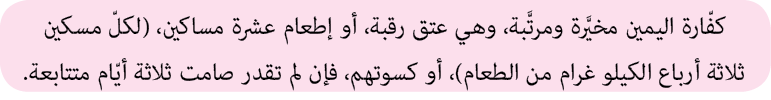 كفّارة اليمين مخيَّرة ومرتَّبة، وهي عتق رقبة، أو إطعام عشرة مساكين، (لكلّ مسكين
ثلاثة أرباع الكيلو غرام من الطعام)، أو كسوتهم، فإن لم تقدر صامت ثلاثة أيّام متتابعة.